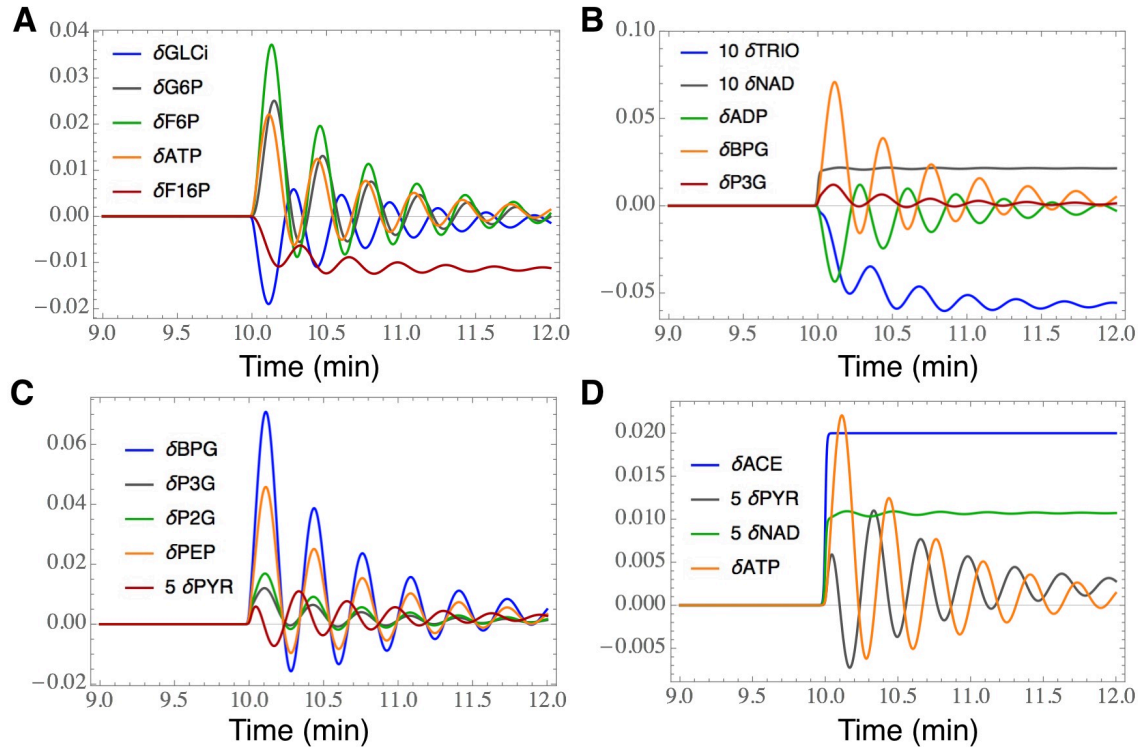 A
0.04
0.03
0.02
0.01
0.00
−0.01
−0.02
δGLCi
δG6P
δF6P
δATP
δF16P
9.0 9.5 10.0 10.5 11.0 11.5 12.0
Time (min)
B
0.10
0.05
0.00
−0.05
10 δTRIO
10 δNAD
δADP
δBPG
δP3G
9.0 9.5 10.0 10.5 11.0 11.5 12.0
Time (min)
C
0.06
0.04
0.02
0.00
−0.02
δBPG
δP3G
δP2G
δPEP
5 δPYR
9.0 9.5 10.0 10.5 11.0 11.5 12.0
Time (min)
D
0.020
0.015
0.010
0.005
0.000
−0.005
δACE
5 δPYR
5 δNAD
δATP
9.0 9.5 10.0 10.5 11.0 11.5 12.0
Time (min)